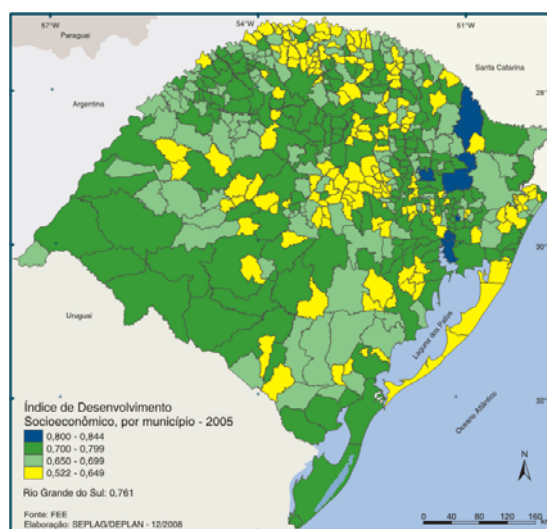 57°W
54°W
51°W
Paraguai
Santa Catarina
28°
Argentina
30°
Uruguai
Laguna dos Patos
32°
Oceano Atlântico
Índice de Desenvolvimento
Socioeconômico, por município - 2005
0,800 - 0,844
0,700 - 0,799
0,650 - 0,699
0,522 - 0,649
Rio Grande do Sul: 0,761
N
Fonte: FEE
Elaboração: SEPLAG/DEPLAN - 12/2008
0 40 80 120 160